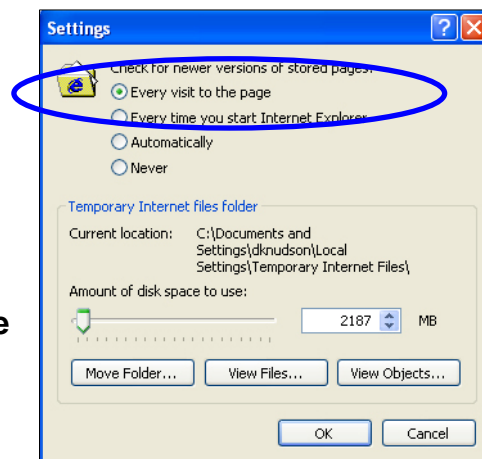 Settings
Check for newer versions of stored pages:
Every visit to the page
Every time you start Internet Explorer
Automatically
Never
Temporary Internet files folder
Current location: C:\Documents and
Settings\dknudson\Local
Settings\Temporary Internet Files\
Amount of disk space to use:
e
2187 MB
Move Folder... View Files... View Objects...
OK Cancel